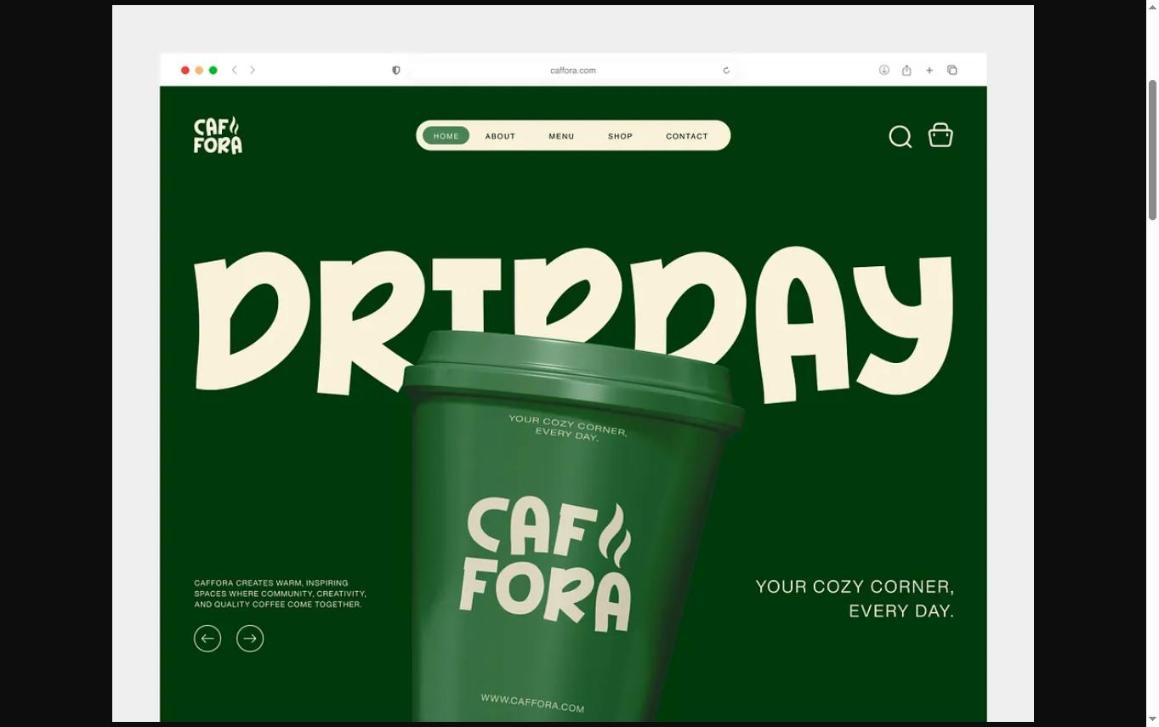 caffora.com
CAF
FORA
HOME ABOUT MENU SHOP CONTACT
DRIPDAY
YOUR COZY CORNER,
EVERY DAY.
CAF
FORA
CAFFORA CREATES WARM, INSPIRING
SPACES WHERE COMMUNITY, CREATIVITY,
AND QUALITY COFFEE COME TOGETHER.
YOUR COZY CORNER,
EVERY DAY.
WWW.CAFFORA.COM